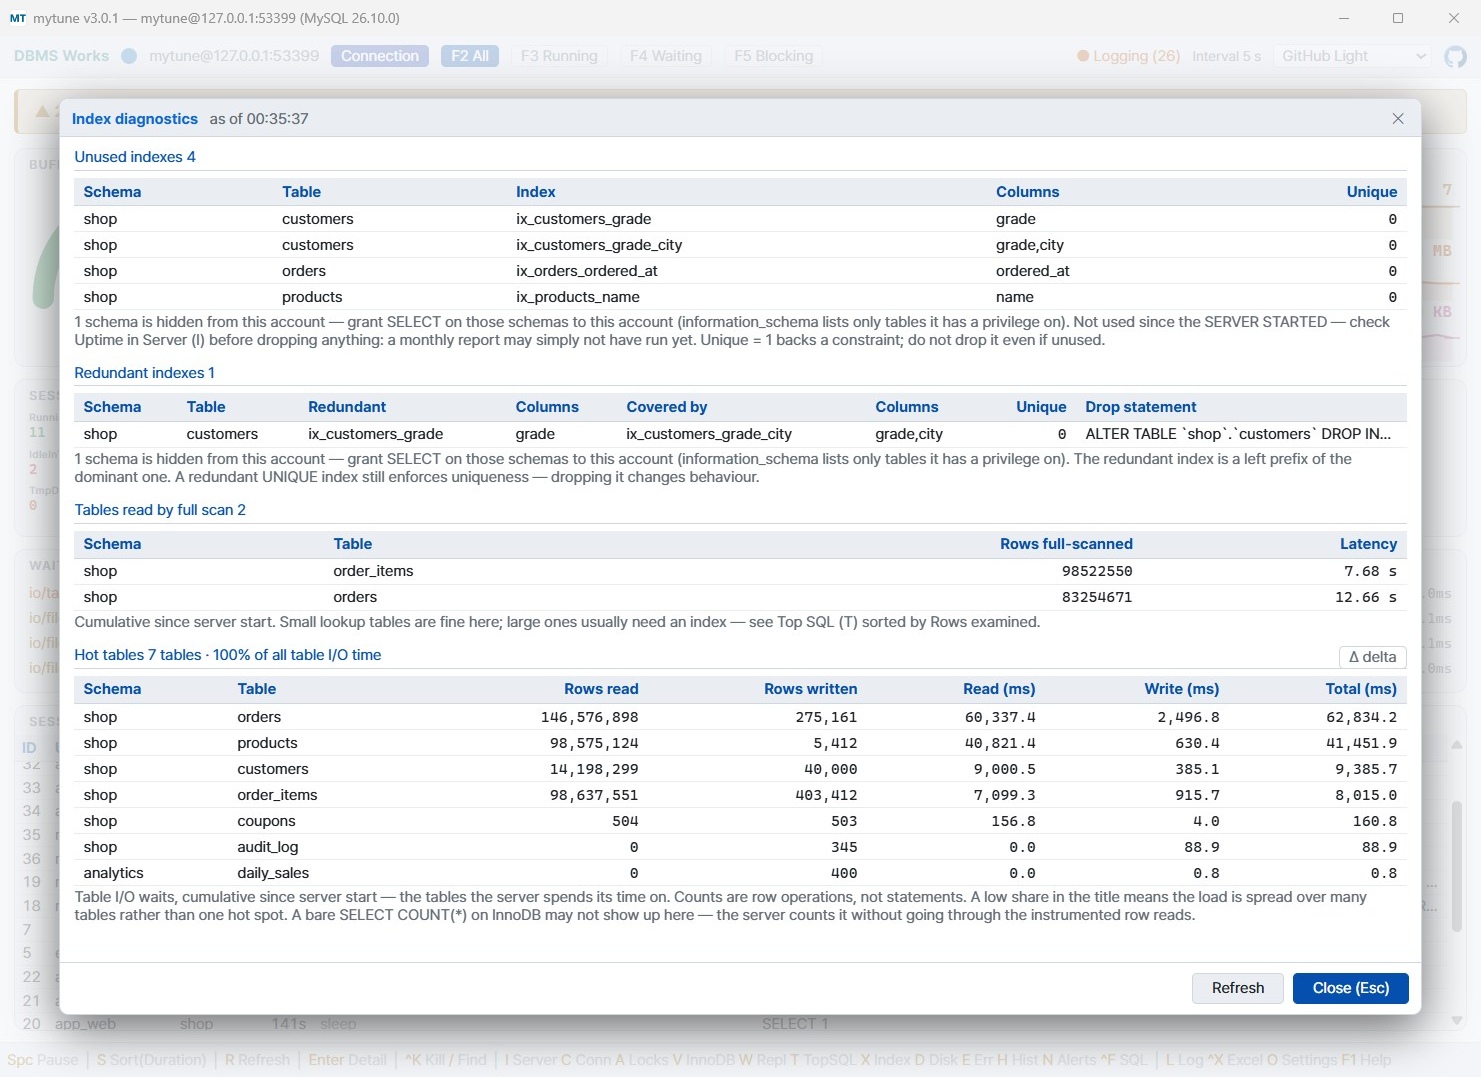 MT mytune v3.0.1 — mytune@127.0.0.1:53399 (MySQL 26.10.0)
DBMS Works mytune@127.0.0.1:53399 Connection F2 All F3 Running F4 Waiting F5 Blocking Logging (26) Interval 5 s GitHub Light
Index diagnostics as of 00:35:37
Unused indexes 4
Schema Table Index Columns Unique
shop customers ix_customers_grade grade 0
shop customers ix_customers_grade_city grade,city 0
shop orders ix_orders_ordered_at ordered_at 0
shop products ix_products_name name 0
1 schema is hidden from this account — grant SELECT on those schemas to this account (information_schema lists only tables it has a privilege on). Not used since the SERVER STARTED — check
Uptime in Server (I) before dropping anything: a monthly report may simply not have run yet. Unique = 1 backs a constraint; do not drop it even if unused.
Redundant indexes 1
Schema Table Redundant Columns Covered by Columns Unique Drop statement
shop customers ix_customers_grade grade ix_customers_grade_city grade,city 0 ALTER TABLE `shop`.`customers` DROP IN...
1 schema is hidden from this account — grant SELECT on those schemas to this account (information_schema lists only tables it has a privilege on). The redundant index is a left prefix of the
dominant one. A redundant UNIQUE index still enforces uniqueness — dropping it changes behaviour.
Tables read by full scan 2
Schema Table Rows full-scanned Latency
shop order_items 98522550 7.68 s
shop orders 83254671 12.66 s
Cumulative since server start. Small lookup tables are fine here; large ones usually need an index — see Top SQL (T) sorted by Rows examined.
Hot tables 7 tables · 100% of all table I/O time Δ delta
Schema Table Rows read Rows written Read (ms) Write (ms) Total (ms)
shop orders 146,576,898 275,161 60,337.4 2,496.8 62,834.2
shop products 98,575,124 5,412 40,821.4 630.4 41,451.9
shop customers 14,198,299 40,000 9,000.5 385.1 9,385.7
shop order_items 98,637,551 403,412 7,099.3 915.7 8,015.0
shop coupons 504 503 156.8 4.0 160.8
shop audit_log 0 345 0.0 88.9 88.9
analytics daily_sales 0 400 0.0 0.8 0.8
Table I/O waits, cumulative since server start — the tables the server spends its time on. Counts are row operations, not statements. A low share in the title means the load is spread over many
tables rather than one hot spot. A bare SELECT COUNT(*) on InnoDB may not show up here — the server counts it without going through the instrumented row reads.
Refresh Close (Esc)
7
MB
KB
11
2
0
ID
32
33
34
35
36
19
18
7
5
22
21
20 app_web shop 141s sleep SELECT 1
Spc Pause | S Sort(Duration) | R Refresh | Enter Detail | ^K Kill / Find | I Server C Conn A Locks V InnoDB W Repl T TopSQL X Index D Disk E Err H Hist N Alerts ^F SQL | L Log ^X Excel O Settings F1 Help